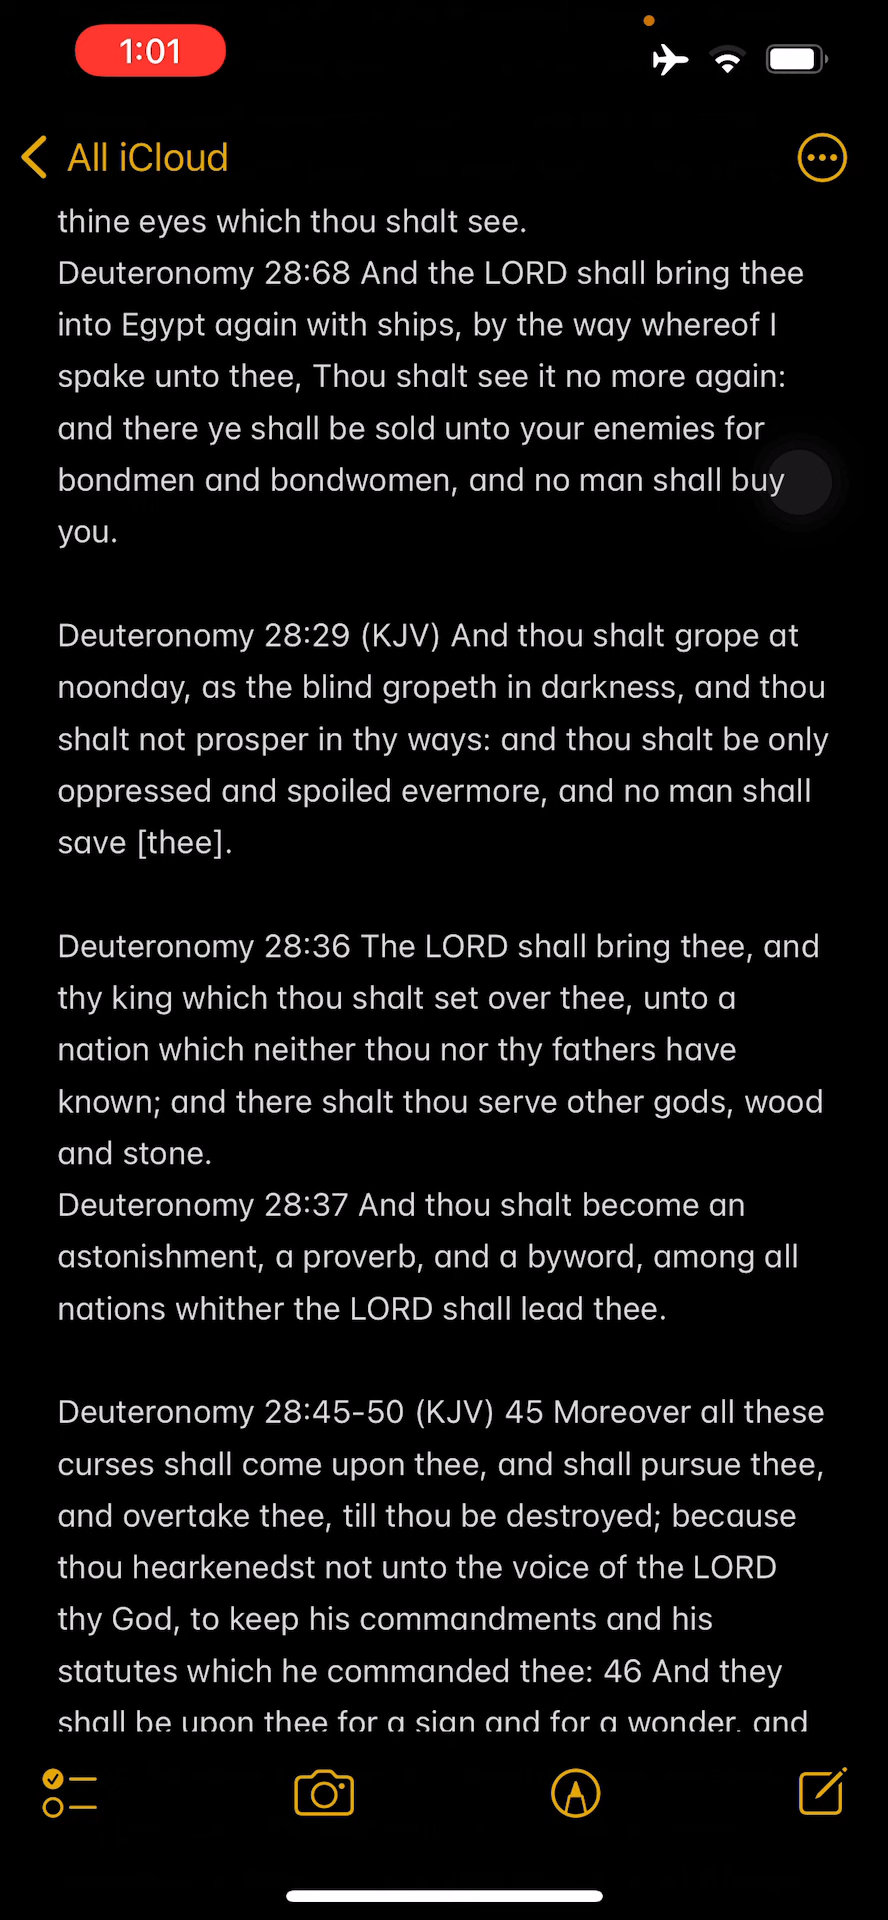 1:01
All iCloud
thine eyes which thou shalt see.
Deuteronomy 28:68 And the LORD shall bring thee
into Egypt again with ships, by the way whereof I
spake unto thee, Thou shalt see it no more again:
and there ye shall be sold unto your enemies for
bondmen and bondwomen, and no man shall buy
you.
Deuteronomy 28:29 (KJV) And thou shalt grope at
noonday, as the blind gropeth in darkness, and thou
shalt not prosper in thy ways: and thou shalt be only
oppressed and spoiled evermore, and no man shall
save [thee].
Deuteronomy 28:36 The LORD shall bring thee, and
thy king which thou shalt set over thee, unto a
nation which neither thou nor thy fathers have
known; and there shalt thou serve other gods, wood
and stone.
Deuteronomy 28:37 And thou shalt become an
astonishment, a proverb, and a byword, among all
nations whither the LORD shall lead thee.
Deuteronomy 28:45-50 (KJV) 45 Moreover all these
curses shall come upon thee, and shall pursue thee,
and overtake thee, till thou be destroyed; because
thou hearkenedst not unto the voice of the LORD
thy God, to keep his commandments and his
statutes which he commanded thee: 46 And they
shall be upon thee for a sign and for a wonder, and